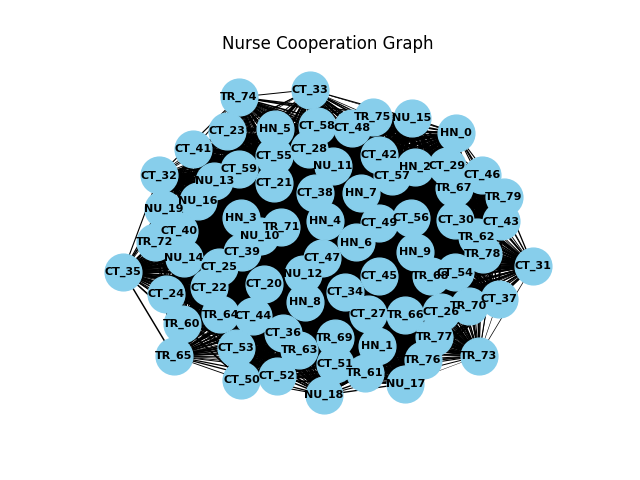 Nurse Cooperation Graph
CT_33
TR_74
TR_75
NU_15
CT_58
CT_48
HN_5
CT_23
HN_0
CT_41
CT_28
CT_55
CT_42
NU_11
HN_2
CT_29
CT_59
CT_32
CT_57
CT_46
NU_13
CT_21
TR_67
CT_38
HN_7
TR_79
NU_16
NU_19
HN_3
HN_4
CT_49
CT_56
CT_30
CT_43
TR_71
CT_40
NU_10
TR_62
TR_72
HN_6
CT_39
HN_9
TR_78
NU_14
CT_47
CT_25
CT_31
CT_35
NU_12
CT_45
TR_68
CT_54
CT_20
CT_22
CT_24
CT_34
CT_37
HN_8
TR_70
CT_26
TR_64
CT_44
CT_27
TR_66
TR_60
CT_36
TR_69
TR_77
HN_1
CT_53
TR_63
TR_65
TR_76
TR_73
CT_51
TR_61
CT_52
CT_50
NU_17
NU_18